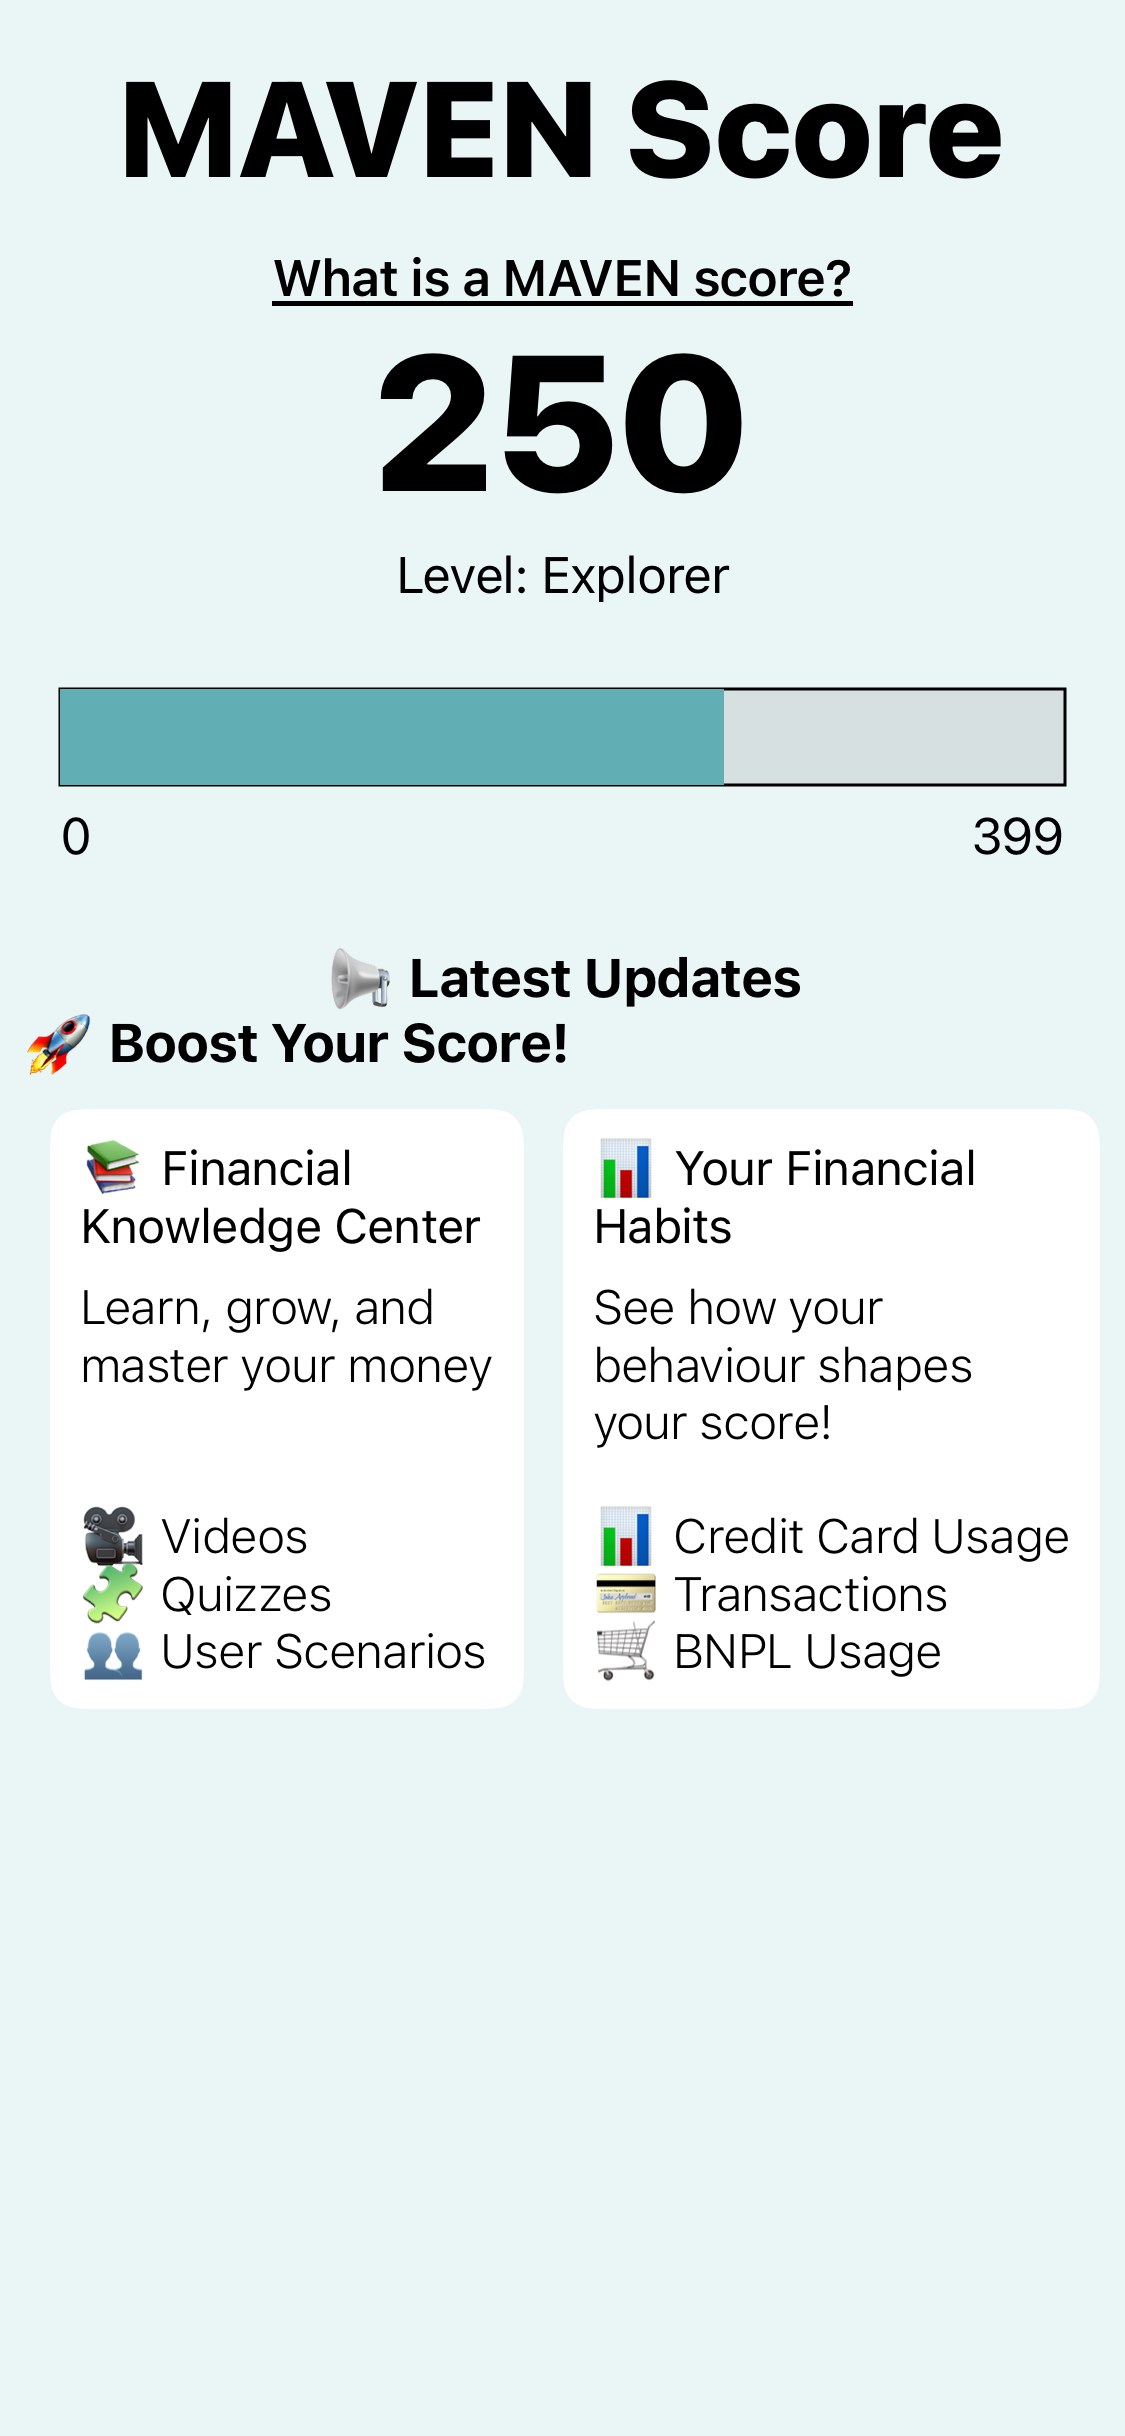 MAVEN Score
What is a MAVEN score?
250
Level: Explorer
0 399
📢 Latest Updates
🚀 Boost Your Score!
📚 Financial
Knowledge Center
Learn, grow, and
master your money
🎥 Videos
🧩 Quizzes
👥 User Scenarios
📊 Your Financial
Habits
See how your
behaviour shapes
your score!
📊 Credit Card Usage
💳 Transactions
🛒 BNPL Usage